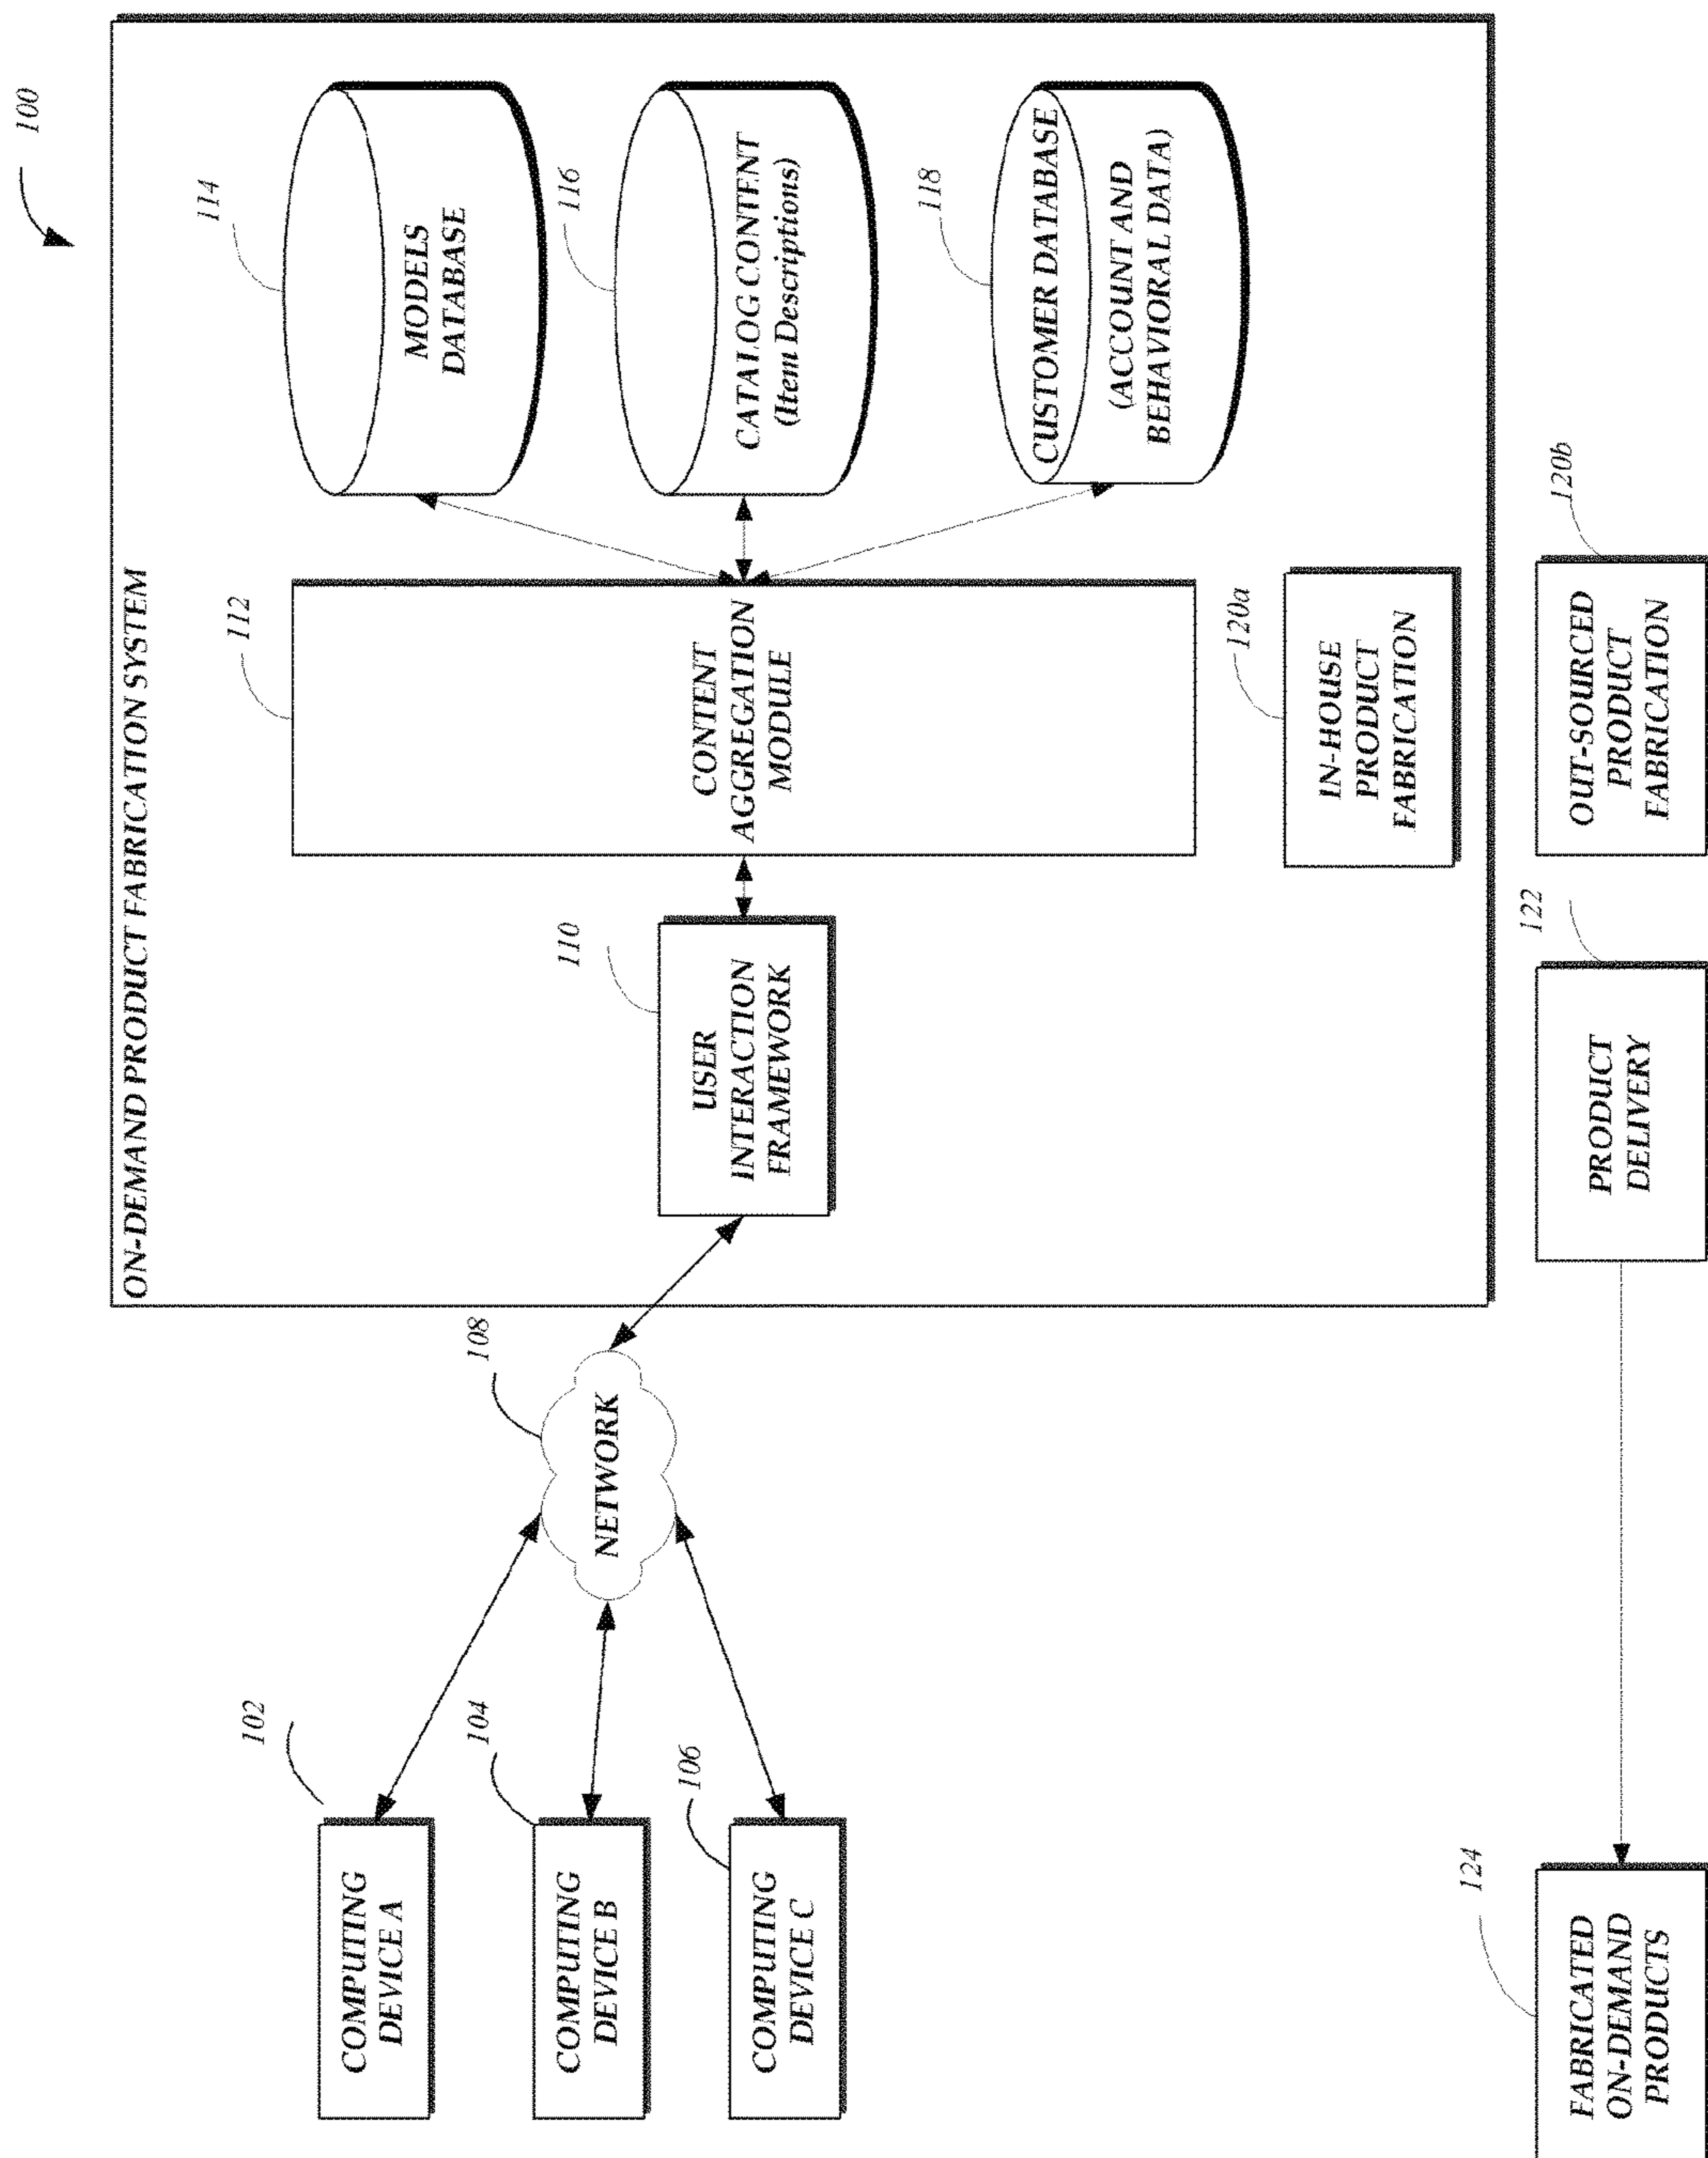 100
ON-DEMAND PRODUCT FABRICATION SYSTEM
102
COMPUTING
DEVICE A
104
COMPUTING
DEVICE B
106
COMPUTING
DEVICE C
108
NETWORK
110
USER
INTERACTION
FRAMEWORK
112
CONTENT
AGGREGATION
MODULE
114
MODELS
DATABASE
116
CATALOG CONTENT
(Item Descriptions)
118
CUSTOMER DATABASE
(ACCOUNT AND
BEHAVIORAL DATA)
120a
IN-HOUSE
PRODUCT
FABRICATION
124
FABRICATED
ON-DEMAND
PRODUCTS
122
PRODUCT
DELIVERY
120b
OUT-SOURCED
PRODUCT
FABRICATION